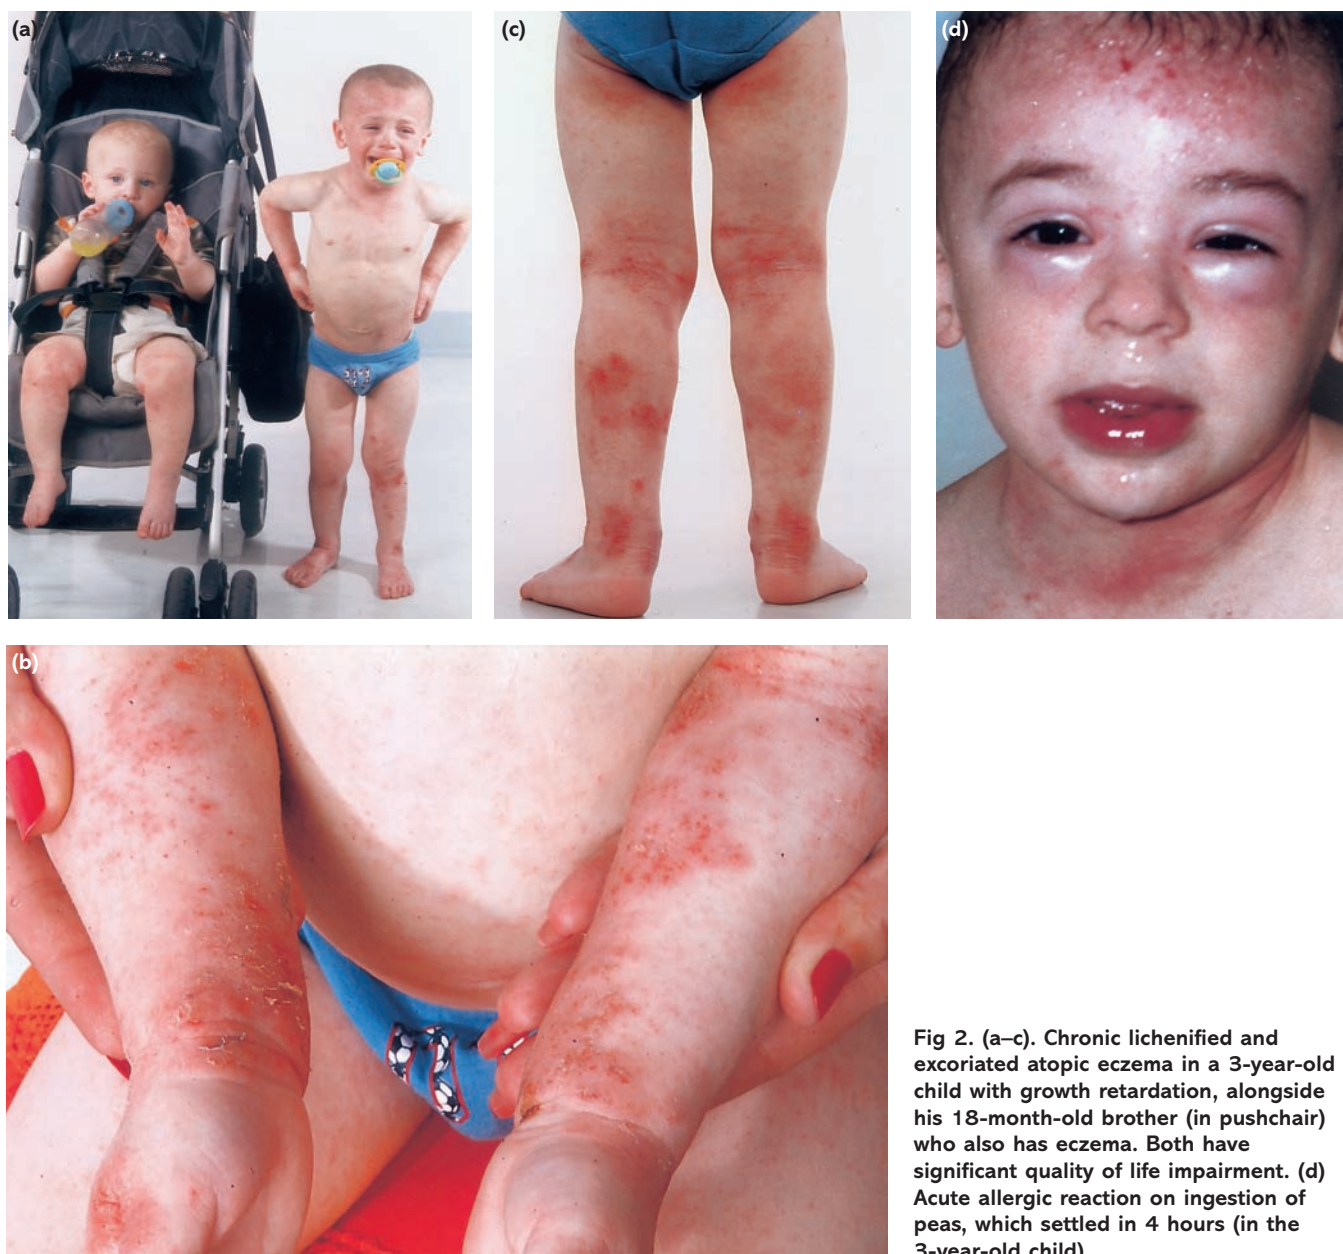 (a)
(c)
(d)
(b)
Fig 2. (a–c). Chronic lichenified and
excoriated atopic eczema in a 3-year-old
child with growth retardation, alongside
his 18-month-old brother (in pushchair)
who also has eczema. Both have
significant quality of life impairment. (d)
Acute allergic reaction on ingestion of
peas, which settled in 4 hours (in the
3-year-old child)